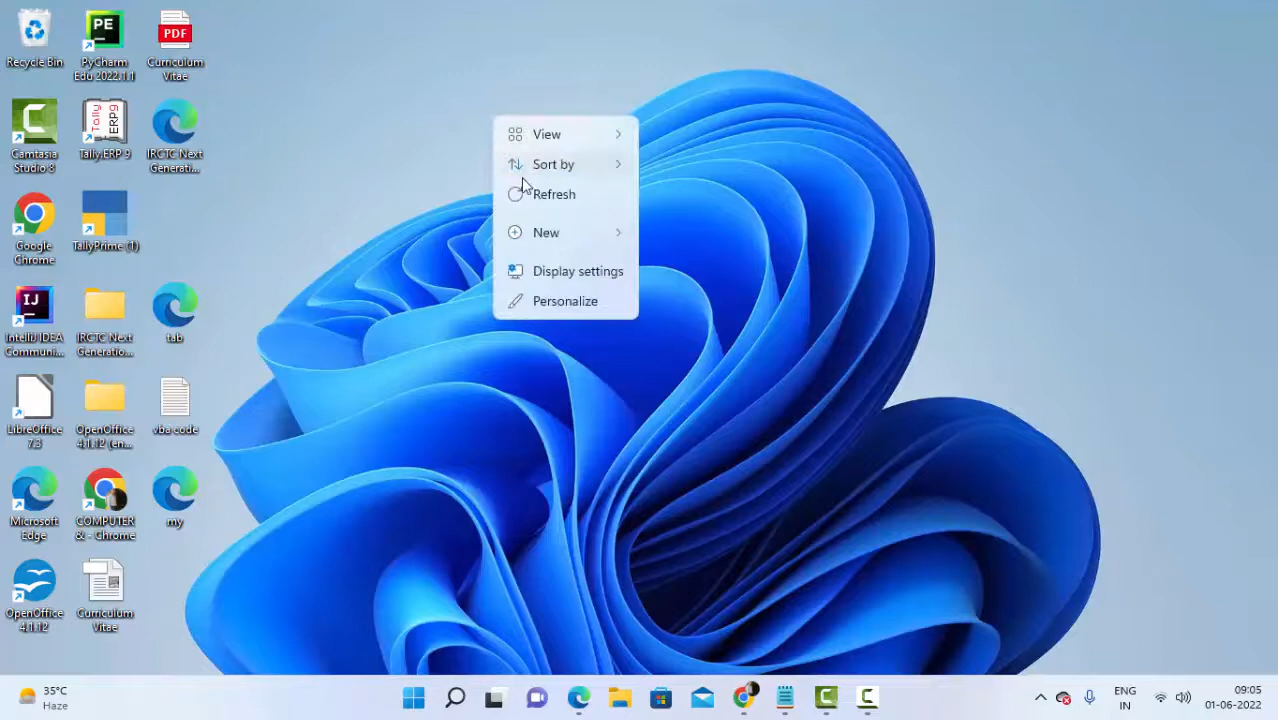 Recycle Bin
PyCharm
Edu 2022.1.1
PDF
Curriculum
Vitae
Camtasia
Studio 8
Tally.ERP 9
IRCTC Next
Generati...
Google
Chrome
TallyPrime (1)
IntelliJ IDEA
Communi...
IRCTC Next
Generatio...
tab
LibreOffice
7.3
OpenOffice
4.1.12 (en...
vba code
Microsoft
Edge
COMPUTER
& - Chrome
my
OpenOffice
4.1.12
Curriculum
Vitae
View
Sort by
Refresh
New
Display settings
Personalize
35°C
Haze
ENG
IN
09:05
01-06-2022
PE
Tally
ERP9
IJ